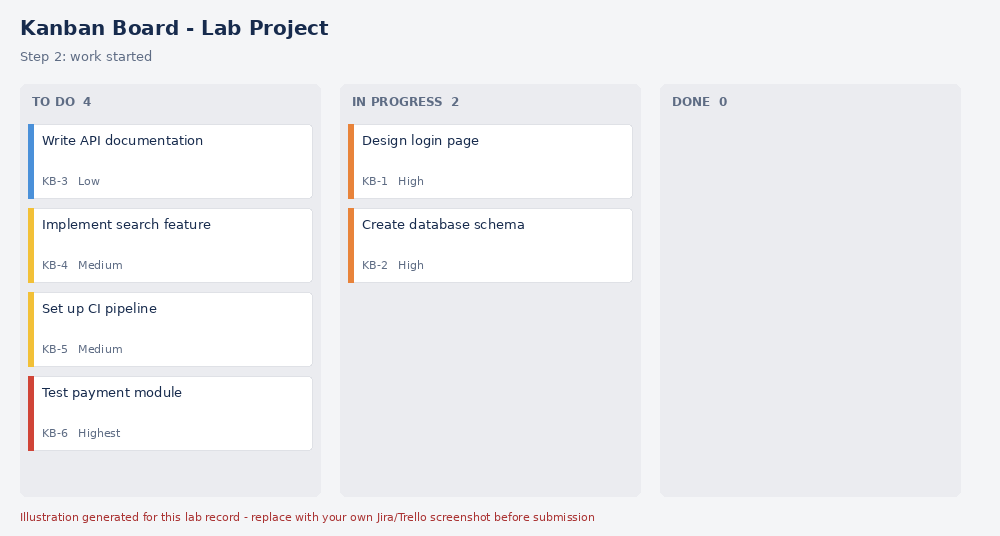 Kanban Board - Lab Project
Step 2: work started
TO DO 4
Write API documentation
KB-3 Low
Implement search feature
KB-4 Medium
Set up CI pipeline
KB-5 Medium
Test payment module
KB-6 Highest
IN PROGRESS 2
Design login page
KB-1 High
Create database schema
KB-2 High
DONE 0
Illustration generated for this lab record - replace with your own Jira/Trello screenshot before submission